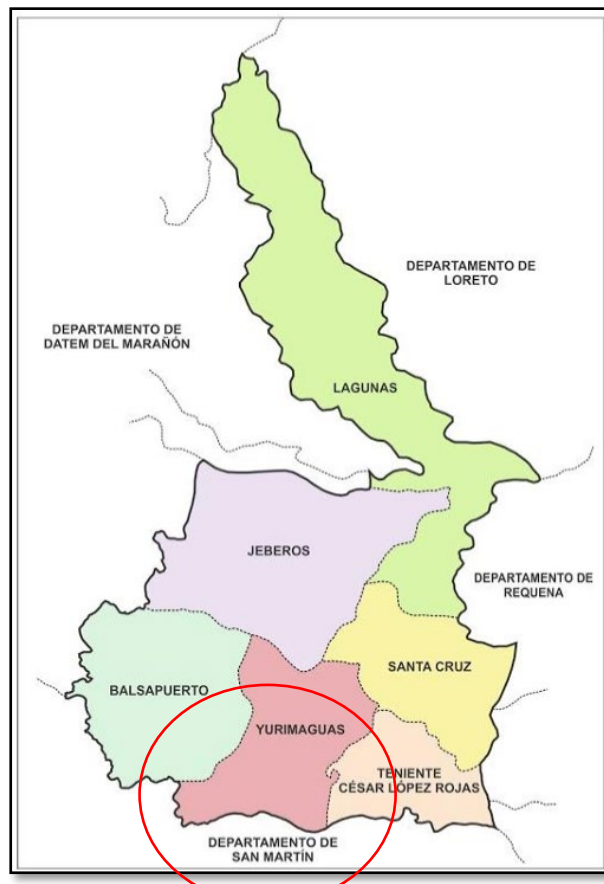 DEPARTAMENTO DE
LORETO
DEPARTAMENTO DE
DATEM DEL MARAÑÓN
LAGUNAS
JEBEROS
DEPARTAMENTO DE
REQUENA
SANTA CRUZ
BALSAPUERTO
YURIMAGUAS
TENIENTE
CÉSAR LÓPEZ ROJAS
DEPARTAMENTO DE
SAN MARTÍN